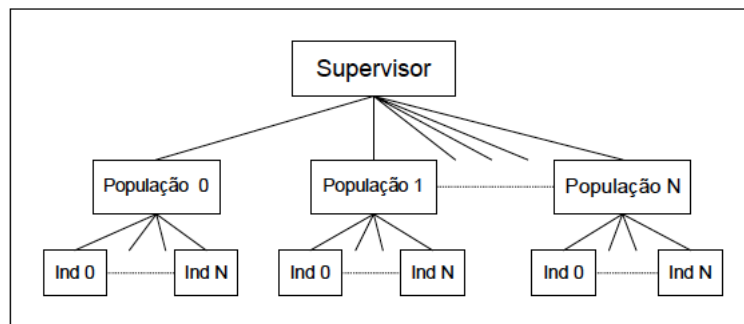 Supervisor
População 0
População 1
População N
Ind 0
Ind N
Ind 0
Ind N
Ind 0
Ind N